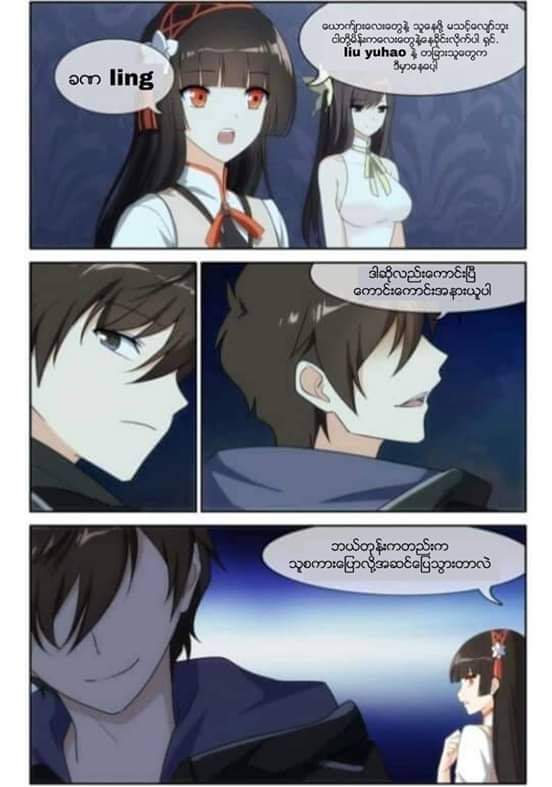 ခဏ ling
ယောကျ်ားလေးတွေနဲ့ သူနေဖို့ မသင့်လျော်ဘူး
ငါတို့မိန်းကလေးတွေနဲ့နေခိုင်းလိုက်ပါ ရှင်.
liu yuhao နဲ့ တခြားသူတွေက
ဒီမှာနေခဲ့ပါ
ဒါဆိုလည်းကောင်းပြီ
ကောင်းကောင်းအနားယူပါ
ဘယ်တုန်းကတည်းက
သူစကားပြောလို့အဆင်ပြေသွားတာလဲ